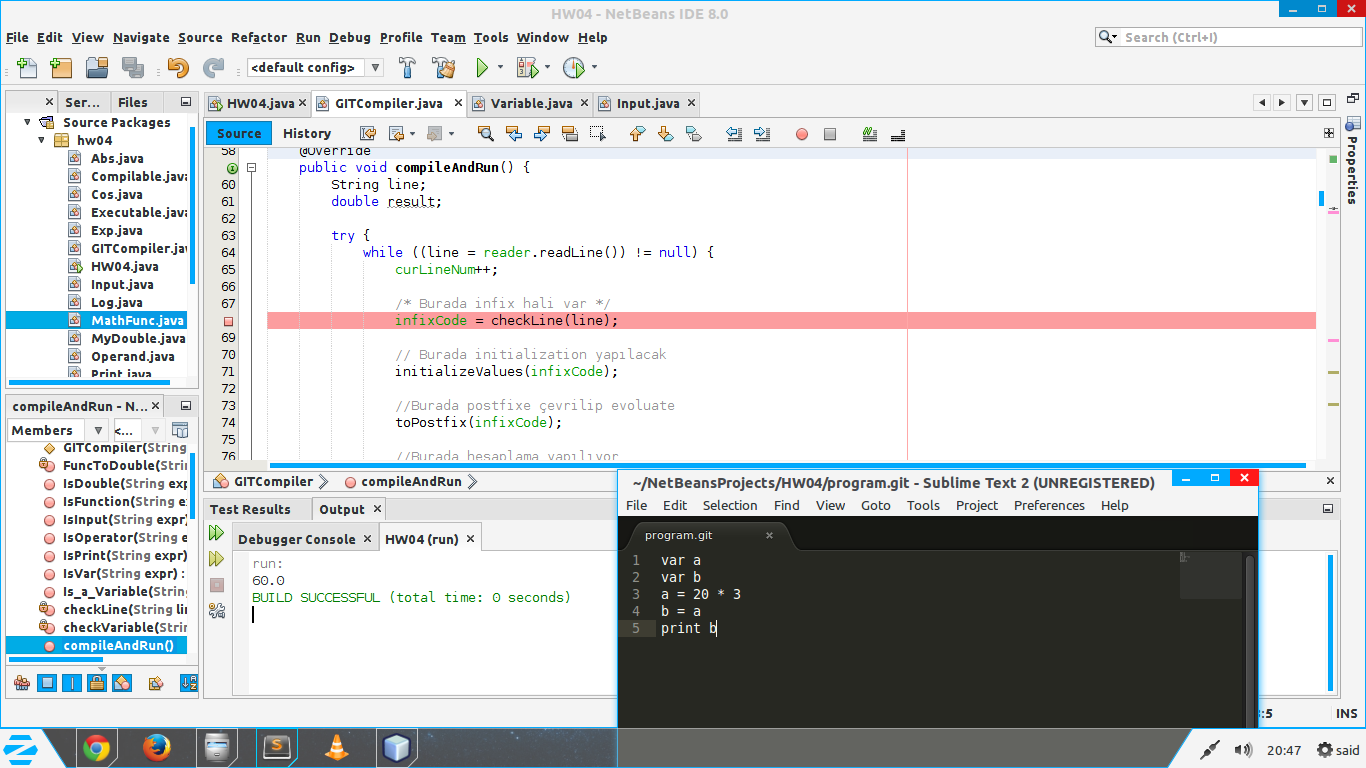 HW04 - NetBeans IDE 8.0
File Edit View Navigate Source Refactor Run Debug Profile Team Tools Window Help
Search (Ctrl+I)
<default config>
Ser... Files
Source Packages
hw04
Abs.java
Compilable.java
Cos.java
Executable.java
Exp.java
GITCompiler.ja
HW04.java
Input.java
Log.java
MathFunc.java
MyDouble.java
Operand.java
Print.java
HW04.java GITCompiler.java Variable.java Input.java
Source History
58 @Override
public void compileAndRun() {
60 String line;
61 double result;
62
63 try {
64 while ((line = reader.readLine()) != null) {
65 curLineNum++;
66
67 /* Burada infix hali var */
infixCode = checkLine(line);
69
70 // Burada initialization yapılacak
71 initializeValues(infixCode);
72
73 //Burada postfixe çevrilip evoluate
74 toPostfix(infixCode);
75
76 //Burada hesaplama yapılıyor
Properties
GITCompiler compileAndRun
compileAndRun - N...
Members <...
GITCompiler(String
FuncToDouble(Strin
IsDouble(String exp
IsFunction(String e
IsInput(String expr)
IsOperator(String e
IsPrint(String expr)
IsVar(String expr) :
Is_a_Variable(String
checkLine(String lin
checkVariable(Strin
compileAndRun()
Test Results Output
Debugger Console HW04 (run)
run:
60.0
BUILD SUCCESSFUL (total time: 0 seconds)
~/NetBeansProjects/HW04/program.git - Sublime Text 2 (UNREGISTERED)
File Edit Selection Find View Goto Tools Project Preferences Help
program.git
1 var a
2 var b
3 a = 20 * 3
4 b = a
5 print b
:5 INS
20:47 said